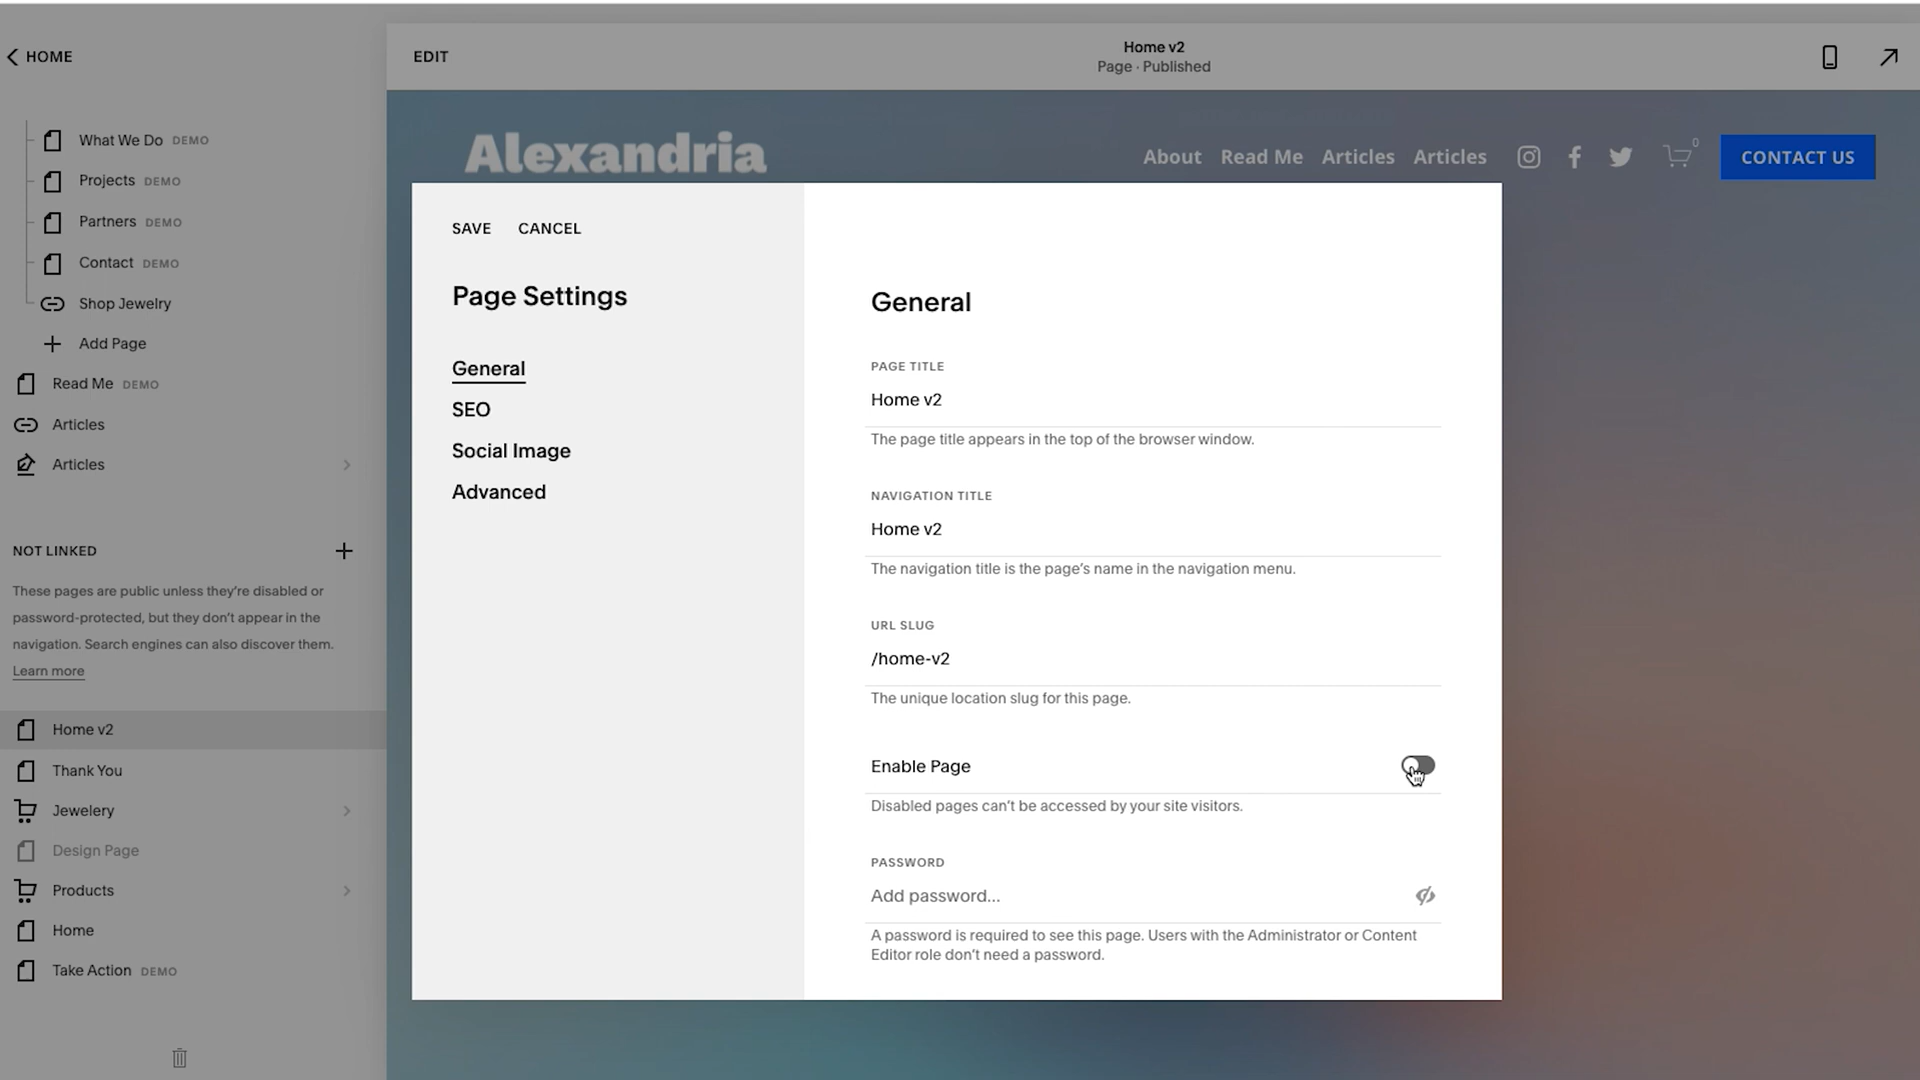 HOME
What We Do DEMO
Projects DEMO
Partners DEMO
Contact DEMO
Shop Jewelry
Add Page
Read Me DEMO
Articles
Articles
NOT LINKED
These pages are public unless they're disabled or
password-protected, but they don't appear in the
navigation. Search engines can also discover them.
Learn more
Home v2
Thank You
Jewelery
Design Page
Products
Home
Take Action DEMO
EDIT
Home v2
Page · Published
Alexandria
About Read Me Articles Articles 0 CONTACT US
SAVE CANCEL
Page Settings
General
SEO
Social Image
Advanced
General
PAGE TITLE
Home v2
The page title appears in the top of the browser window.
NAVIGATION TITLE
Home v2
The navigation title is the page's name in the navigation menu.
URL SLUG
/home-v2
The unique location slug for this page.
Enable Page
Disabled pages can't be accessed by your site visitors.
PASSWORD
Add password...
A password is required to see this page. Users with the Administrator or Content
Editor role don't need a password.